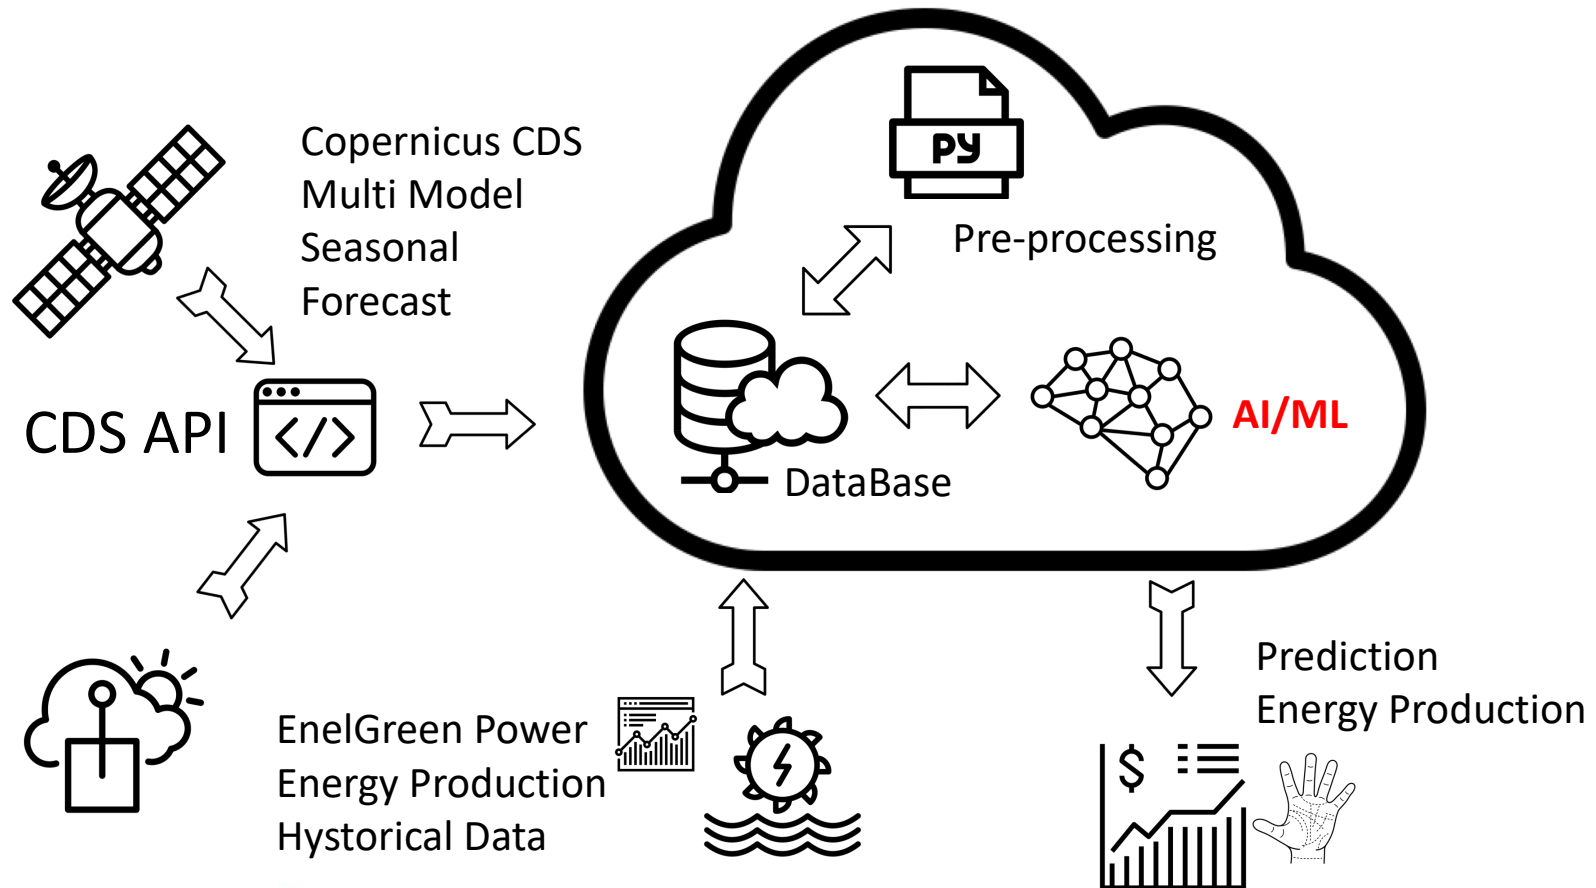 Copernicus CDS
Multi Model
Seasonal
Forecast
PY
Pre-processing
CDS API
</>
DataBase
AI/ML
EnelGreen Power
Energy Production
Hystorical Data
Prediction
Energy Production
$